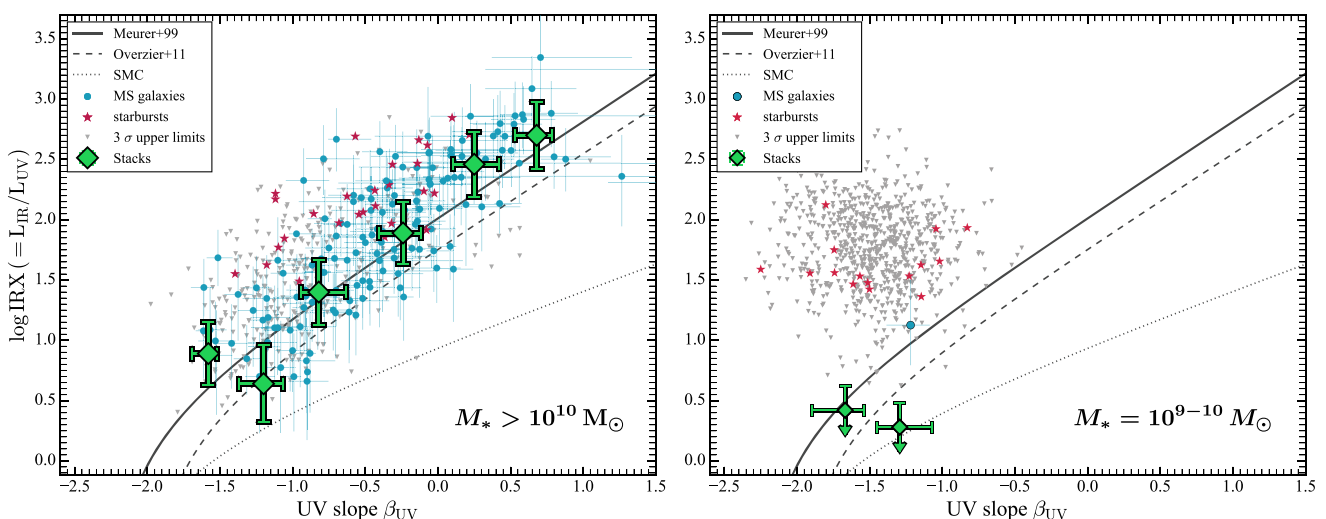 3.5
3.0
2.5
2.0
1.5
1.0
0.5
0.0
log IRX ( = L_IR/L_UV)
Meurer+99
Overzier+11
SMC
MS galaxies
starbursts
3 σ upper limits
Stacks
M_* > 10^10 M_⊙
−2.5 −2.0 −1.5 −1.0 −0.5 0.0 0.5 1.0 1.5
UV slope β_UV
3.5
3.0
2.5
2.0
1.5
1.0
0.5
0.0
Meurer+99
Overzier+11
SMC
MS galaxies
starbursts
3 σ upper limits
Stacks
M_* = 10^9−10 M_⊙
−2.5 −2.0 −1.5 −1.0 −0.5 0.0 0.5 1.0 1.5
UV slope β_UV